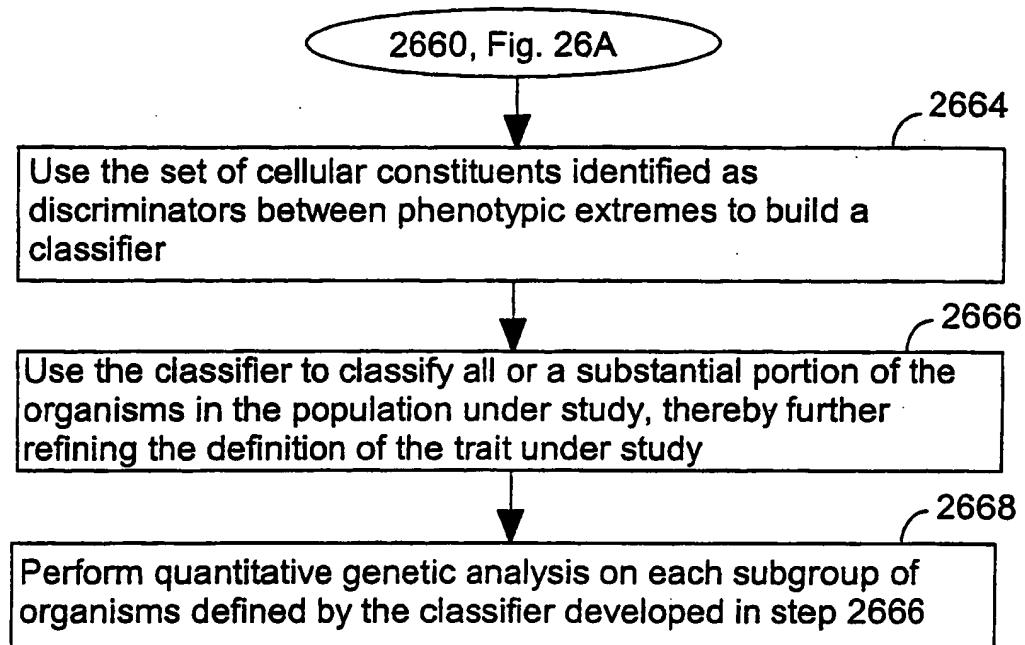 2660, Fig. 26A
2664
Use the set of cellular constituents identified as
discriminators between phenotypic extremes to build a
classifier
2666
Use the classifier to classify all or a substantial portion of the
organisms in the population under study, thereby further
refining the definition of the trait under study
2668
Perform quantitative genetic analysis on each subgroup of
organisms defined by the classifier developed in step 2666